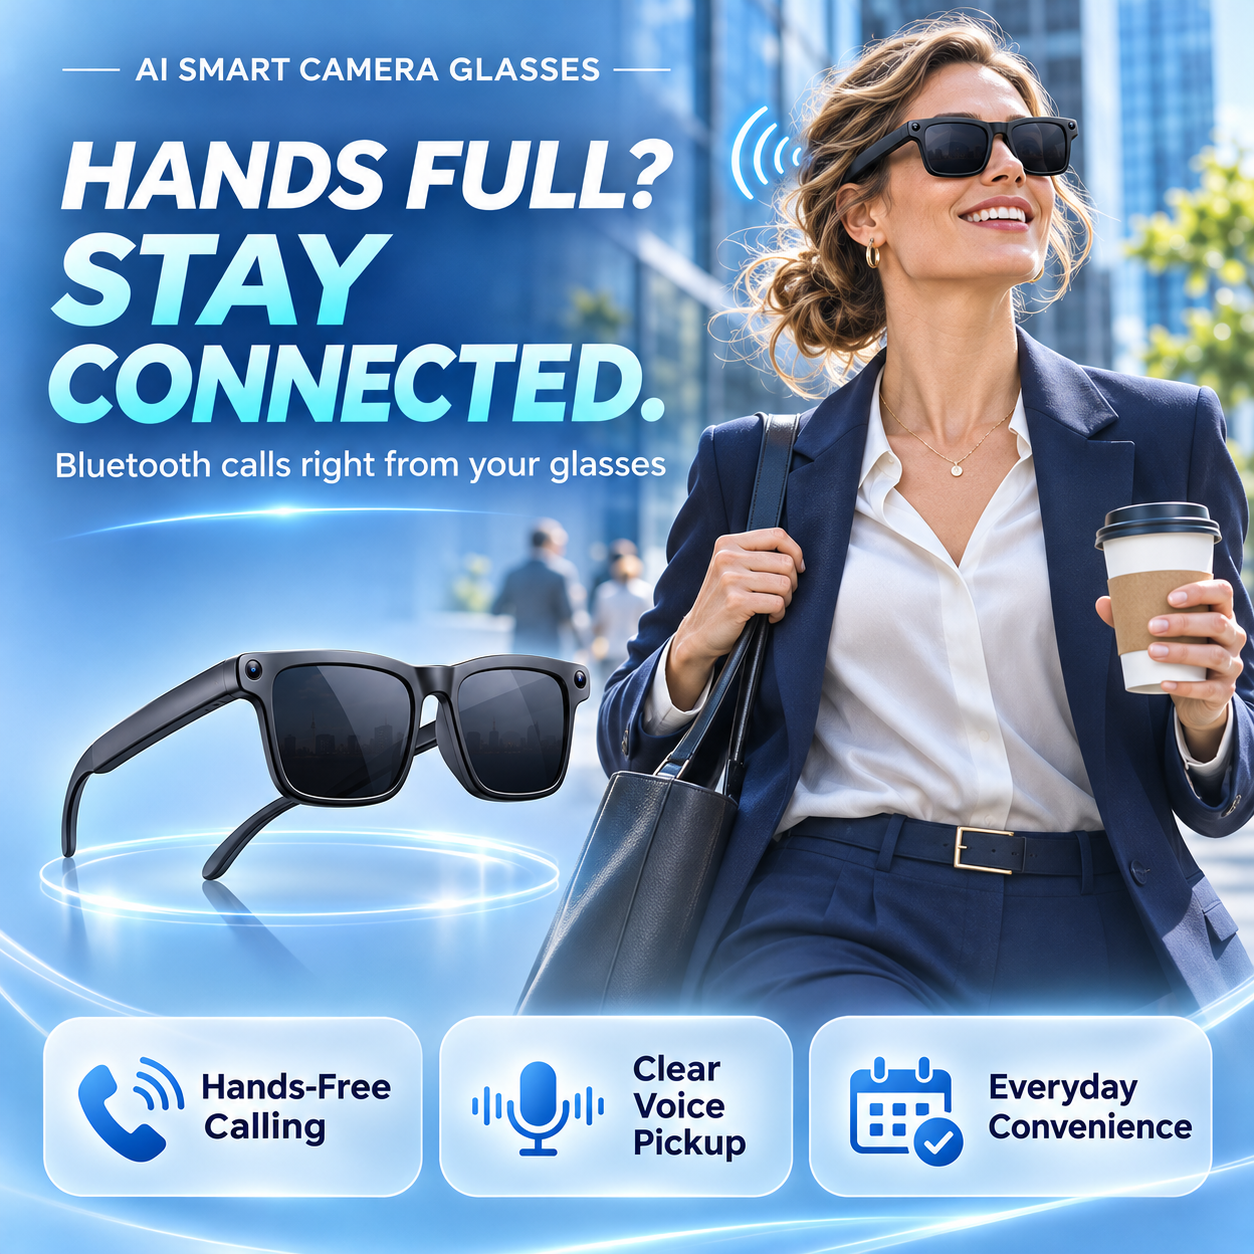 AI SMART CAMERA GLASSES
HANDS FULL?
STAY
CONNECTED.
Bluetooth calls right from your glasses
Hands-Free
Calling
Clear
Voice
Pickup
Everyday
Convenience